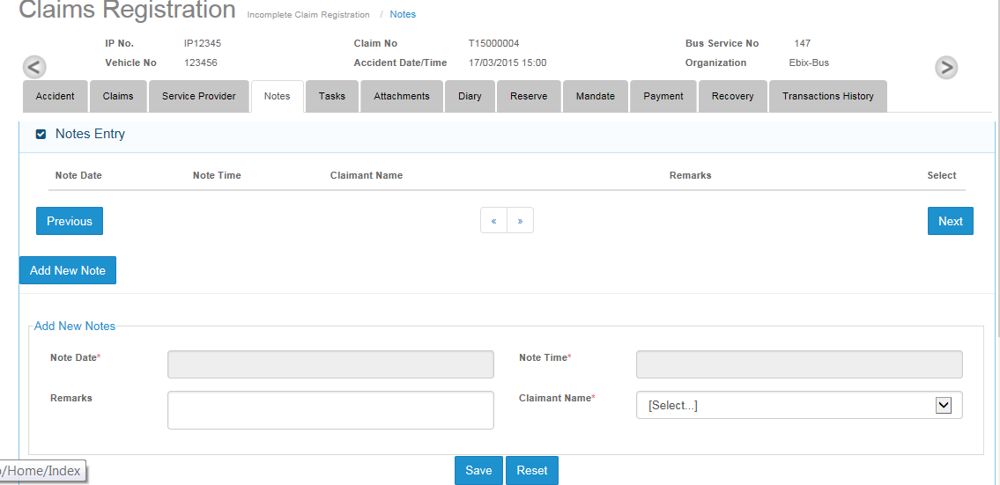 Claims Registration Incomplete Claim Registration / Notes
IP No. IP12345 Claim No T15000004 Bus Service No 147
Vehicle No 123456 Accident Date/Time 17/03/2015 15:00 Organization Ebix-Bus
< >
Accident Claims Service Provider Notes Tasks Attachments Diary Reserve Mandate Payment Recovery Transactions History
Notes Entry
Note Date Note Time Claimant Name Remarks Select
Previous « » Next
Add New Note
Add New Notes
Note Date* Note Time*
Remarks Claimant Name* [Select...]
Save Reset
/Home/Index